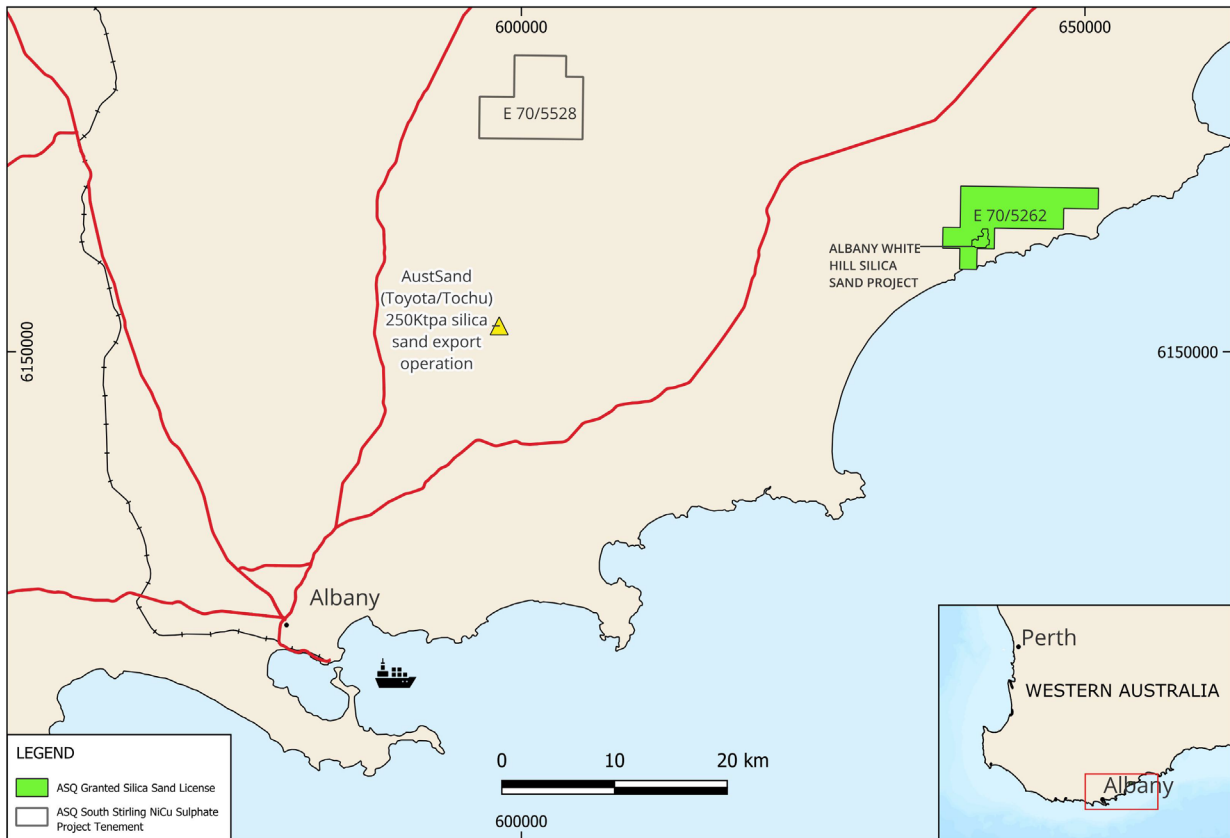 600000
650000
E 70/5528
E 70/5262
ALBANY WHITE
HILL SILICA
SAND PROJECT
AustSand
(Toyota/Tochu)
250Ktpa silica
sand export
operation
6150000
6150000
Albany
Perth
WESTERN AUSTRALIA
Albany
LEGEND
ASQ Granted Silica Sand License
ASQ South Stirling NiCu Sulphate
Project Tenement
0 10 20 km
600000